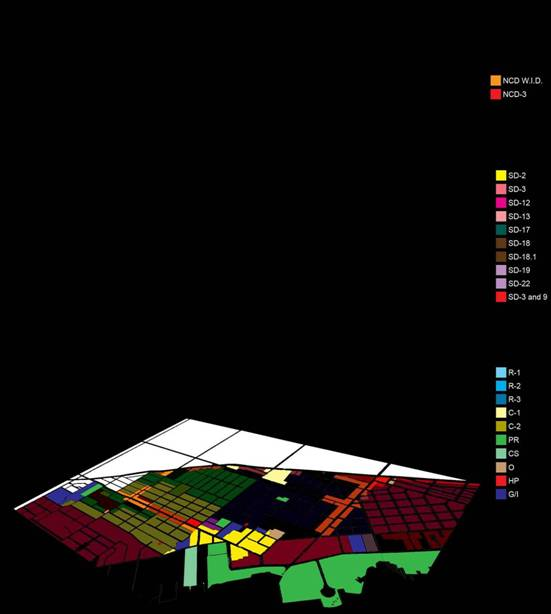 NCD W.I.D.
NCD-3
SD-2
SD-3
SD-12
SD-13
SD-17
SD-18
SD-18.1
SD-19
SD-22
SD-3 and 9
R-1
R-2
R-3
C-1
C-2
PR
CS
O
HP
G/I